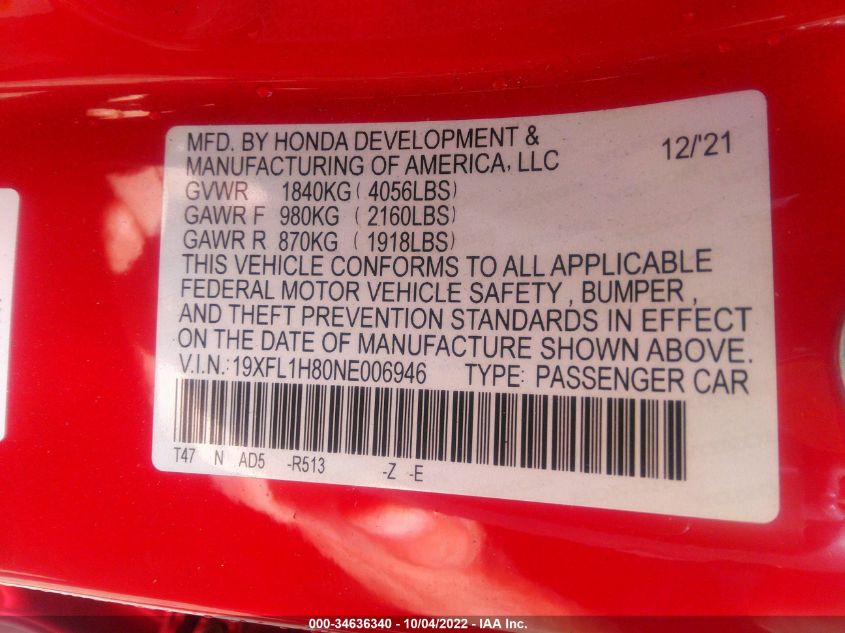 MFD. BY HONDA DEVELOPMENT &
MANUFACTURING OF AMERICA, LLC
12/'21
GVWR 1840KG ( 4056LBS)
GAWR F 980KG ( 2160LBS)
GAWR R 870KG ( 1918LBS)
THIS VEHICLE CONFORMS TO ALL APPLICABLE
FEDERAL MOTOR VEHICLE SAFETY , BUMPER ,
AND THEFT PREVENTION STANDARDS IN EFFECT
ON THE DATE OF MANUFACTURE SHOWN ABOVE.
V.I.N.:19XFL1H80NE006946 TYPE: PASSENGER CAR
T47 N AD5 -R513 -Z -E
000-34636340 - 10/04/2022 - IAA Inc.